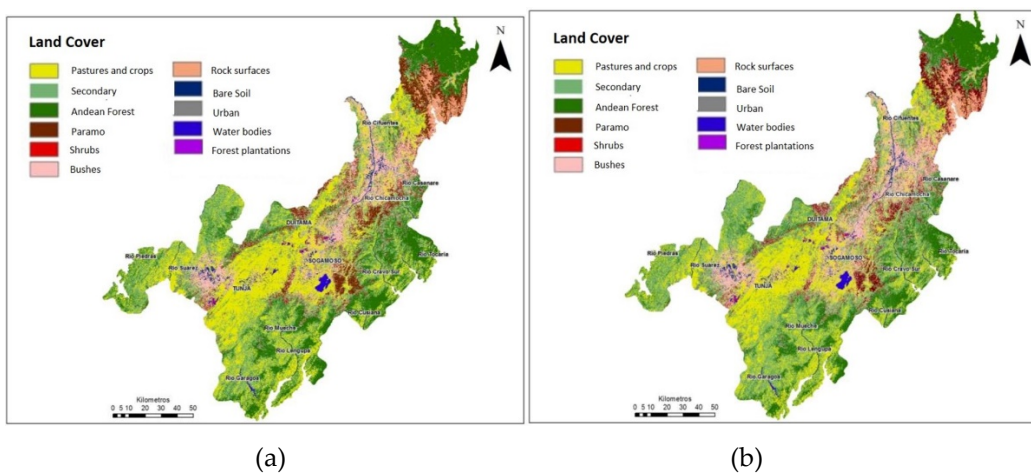 Land Cover
Pastures and crops
Secondary
Andean Forest
Paramo
Shrubs
Bushes
Rock surfaces
Bare Soil
Urban
Water bodies
Forest plantations
N
Rio Cifuentes
Rio Casanare
Rio Chicamocha
DUITAMA
Rio Piedras
Rio Suarez
SOGAMOSO
TUNJA
Rio Cravo Sur
Rio Cusiana
Rio Mueche
Rio Lengupa
Rio Garagoa
Kilometros
0 5 10 20 30 40 50
(a)
Land Cover
Pastures and crops
Secondary
Andean Forest
Paramo
Shrubs
Bushes
Rock surfaces
Bare Soil
Urban
Water bodies
Forest plantations
N
Rio Cifuentes
Rio Casanare
Rio Chicamocha
DUITAMA
Rio Piedras
Rio Suarez
SOGAMOSO
TUNJA
Rio Cravo Sur
Rio Cusiana
Rio Mueche
Rio Lengupa
Rio Garagoa
Kilometros
0 5 10 20 30 40 50
(b)